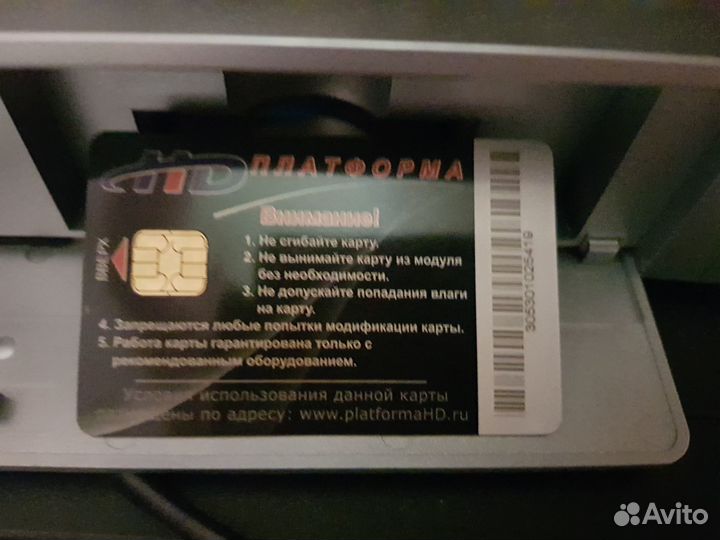 HD ПЛАТФОРМА
Внимание!
ВВЕРХ
1. Не сгибайте карту.
2. Не вынимайте карту из модуля
без необходимости.
3. Не допускайте попадания влаги
на карту.
4. Запрещаются любые попытки модификации карты.
5. Работа карты гарантирована только с
рекомендованным оборудованием.
Условия использования данной карты
по адресу: www.platformaHD.ru
305301025419
Avito